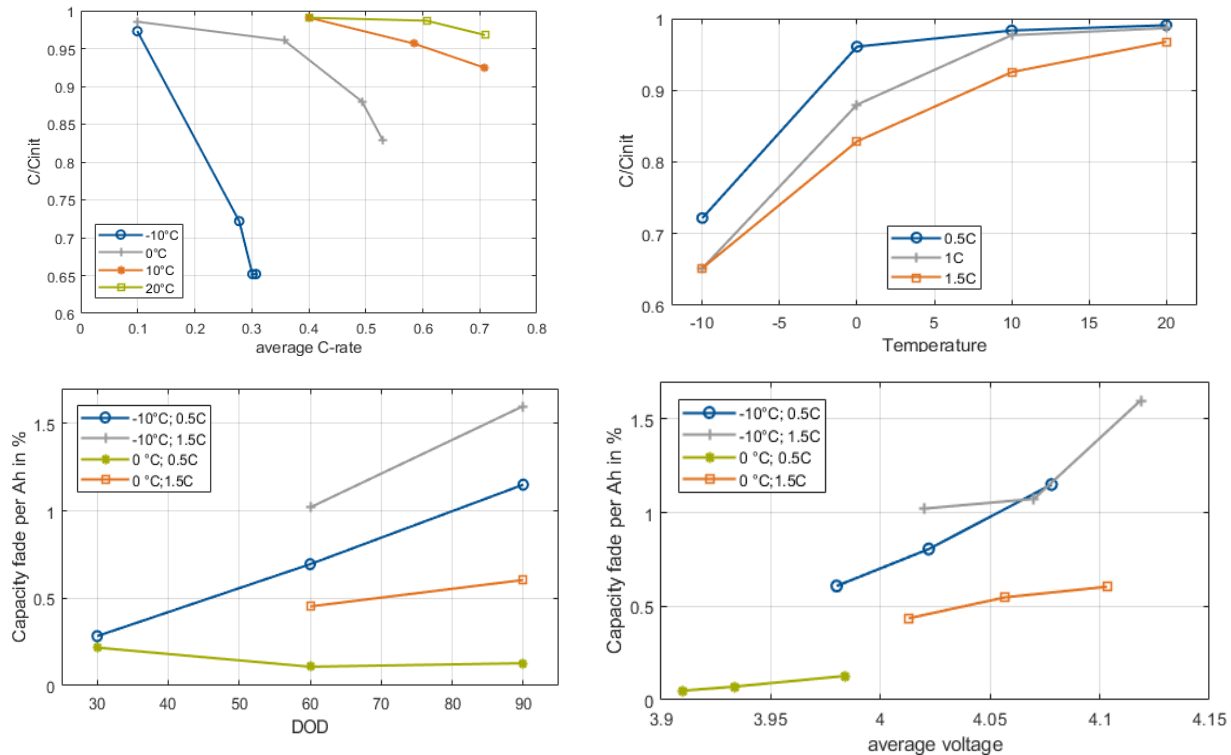 C/Cinit
1
0.95
0.9
0.85
0.8
0.75
0.7
0.65
0.6
-10°C
0°C
10°C
20°C
0 0.1 0.2 0.3 0.4 0.5 0.6 0.7 0.8
average C-rate
C/Cinit
1
0.9
0.8
0.7
0.6
0.5C
1C
1.5C
-10 -5 0 5 10 15 20
Temperature
Capacity fade per Ah in %
1.5
1
0.5
0
-10°C; 0.5C
-10°C; 1.5C
0 °C; 0.5C
0 °C;1.5C
30 40 50 60 70 80 90
DOD
Capacity fade per Ah in %
1.5
1
0.5
0
-10°C; 0.5C
-10°C; 1.5C
0 °C; 0.5C
0 °C;1.5C
3.9 3.95 4 4.05 4.1 4.15
average voltage